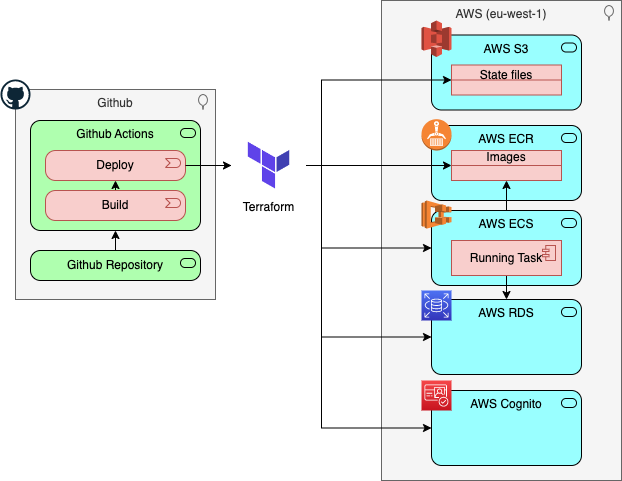 AWS (eu-west-1)
AWS S3
State files
Github
Github Actions
Deploy
Build
Github Repository
Terraform
AWS ECR
Images
AWS ECS
Running Task
AWS RDS
AWS Cognito